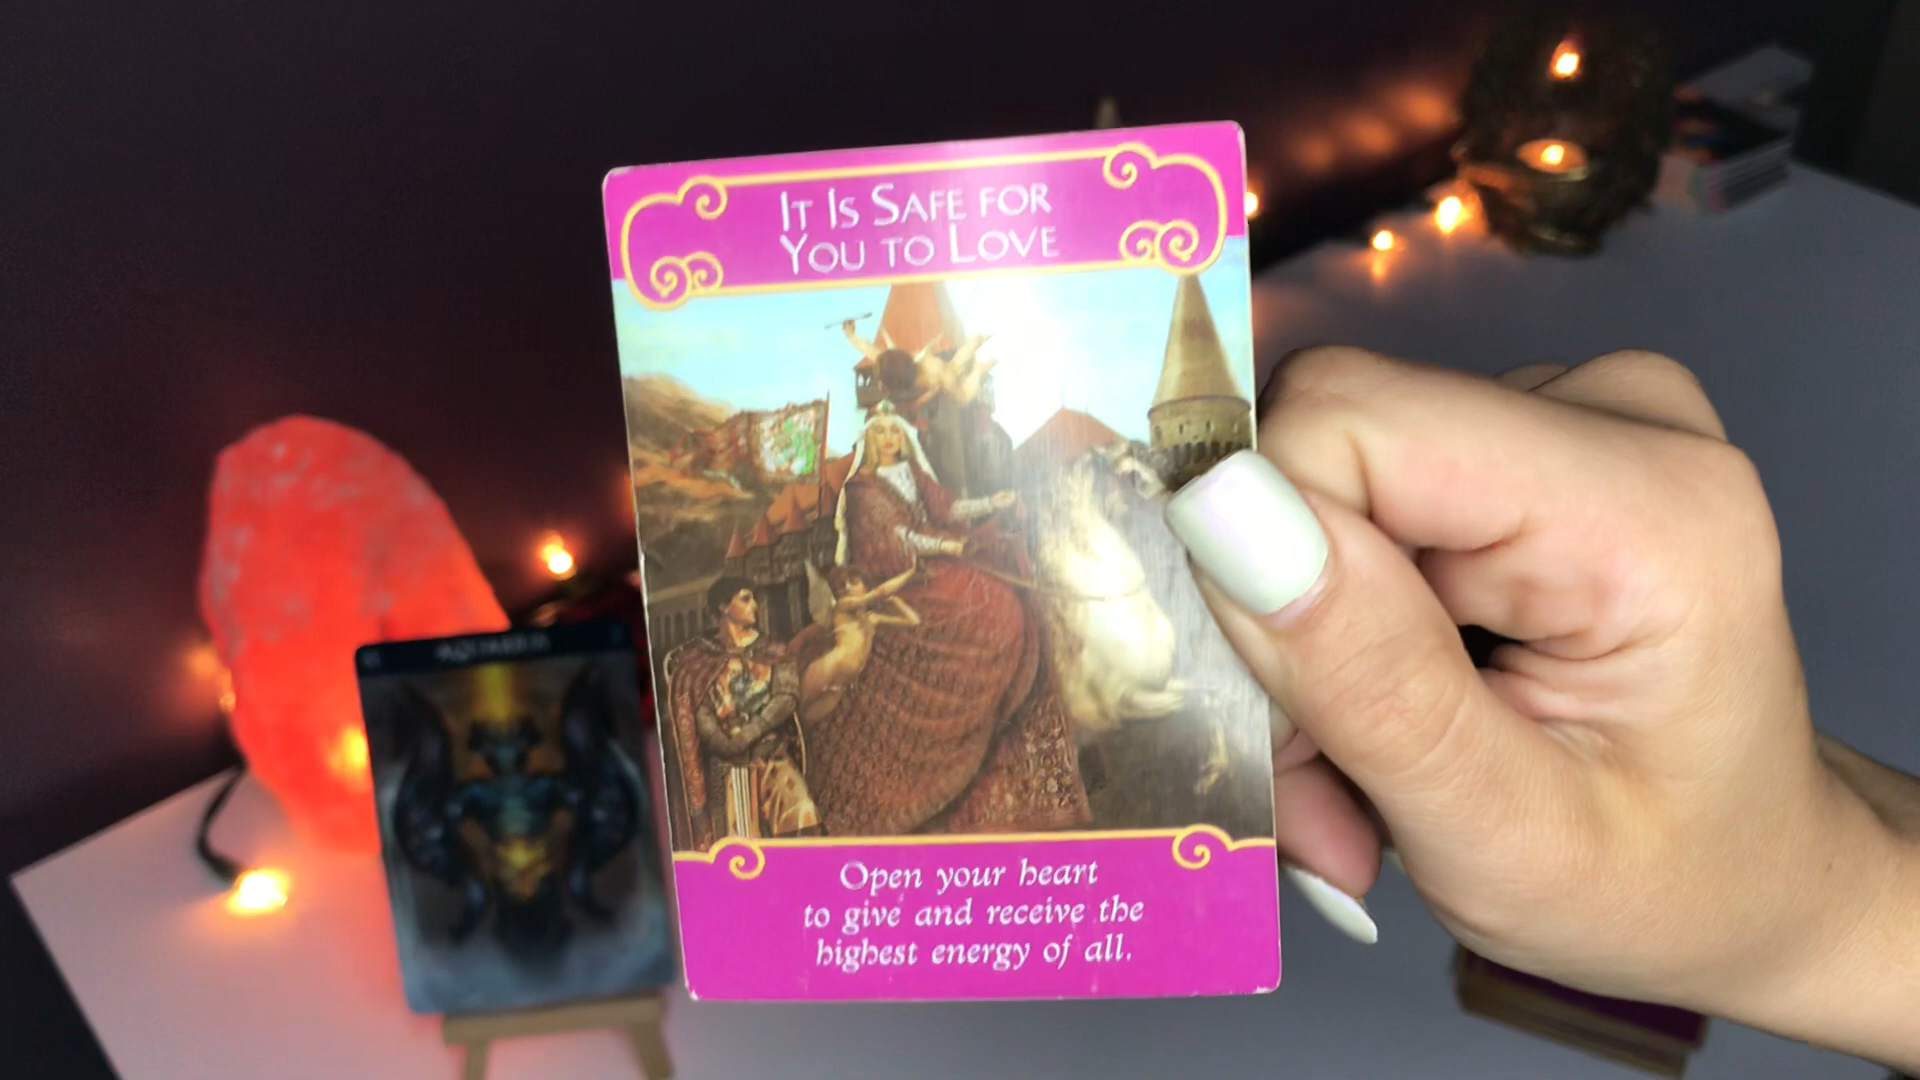 It Is Safe for
You to Love
Open your heart
to give and receive the
highest energy of all.
AQUARIUS